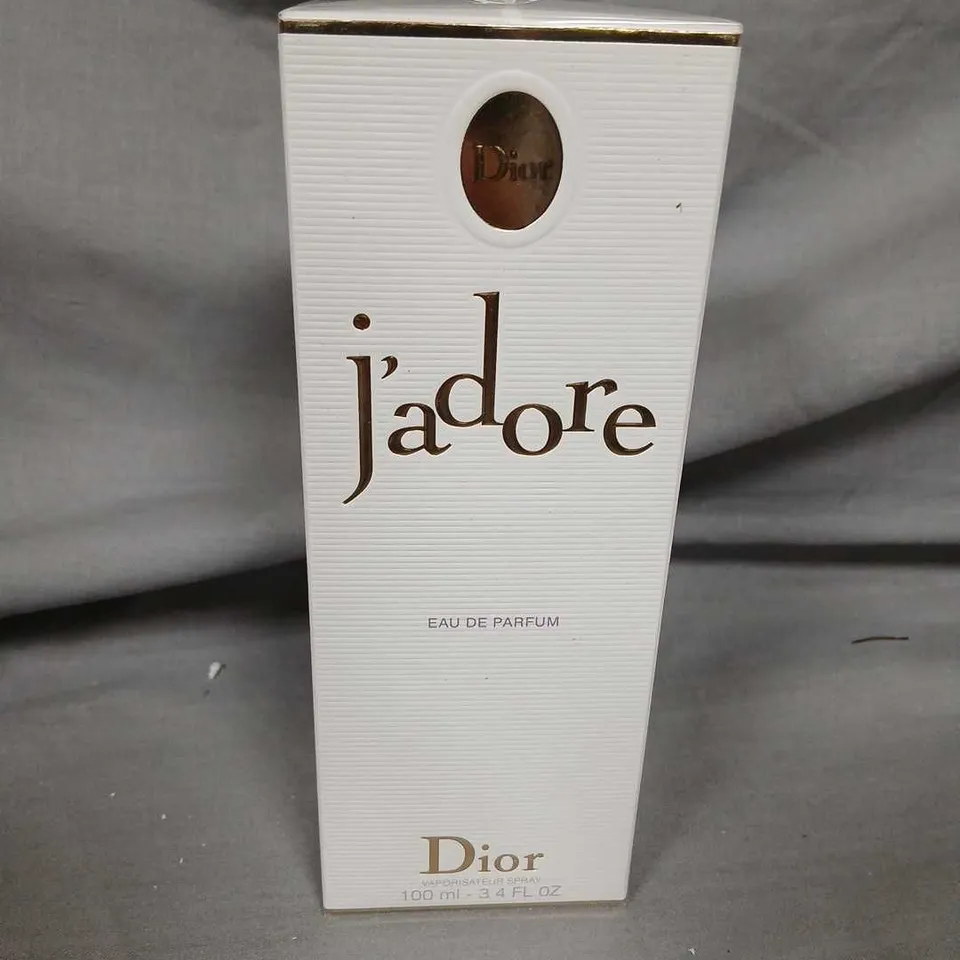 Dior
j'adore
EAU DE PARFUM
Dior
VAPORISATEUR SPRAY
100 ml - 3.4 FL OZ